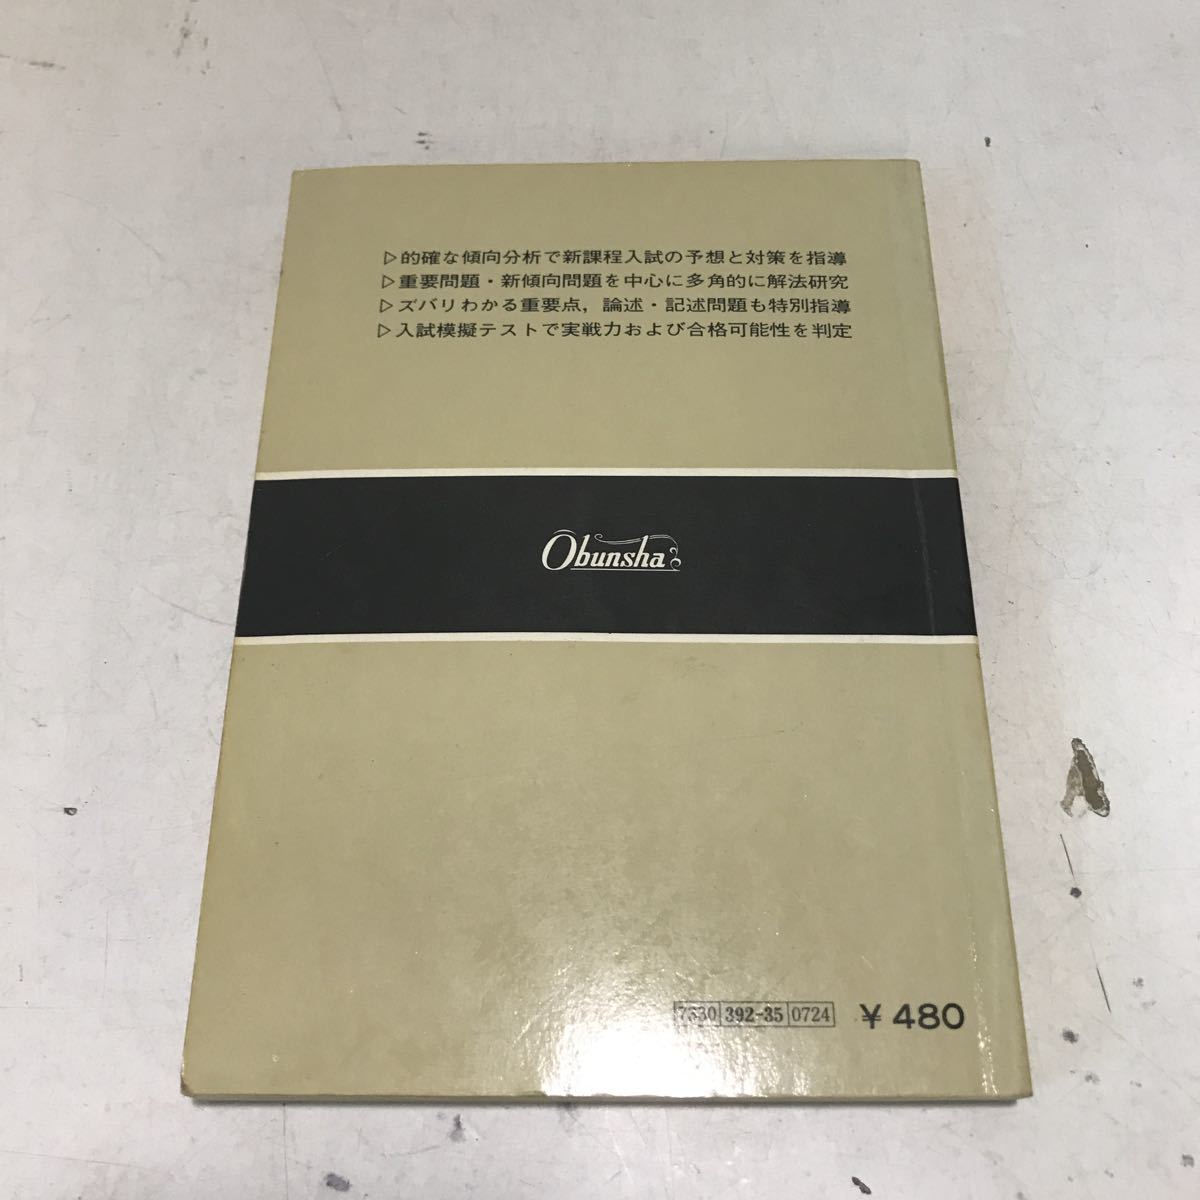 ▷的確な傾向分析で新課程入試の予想と対策を指導
▷重要問題・新傾向問題を中心に多角的に解法研究
▷ズバリわかる重要点，論述・記述問題も特別指導
▷入試模擬テストで実戦力および合格可能性を判定
Obunsha
7330 392-35 0724 ¥480